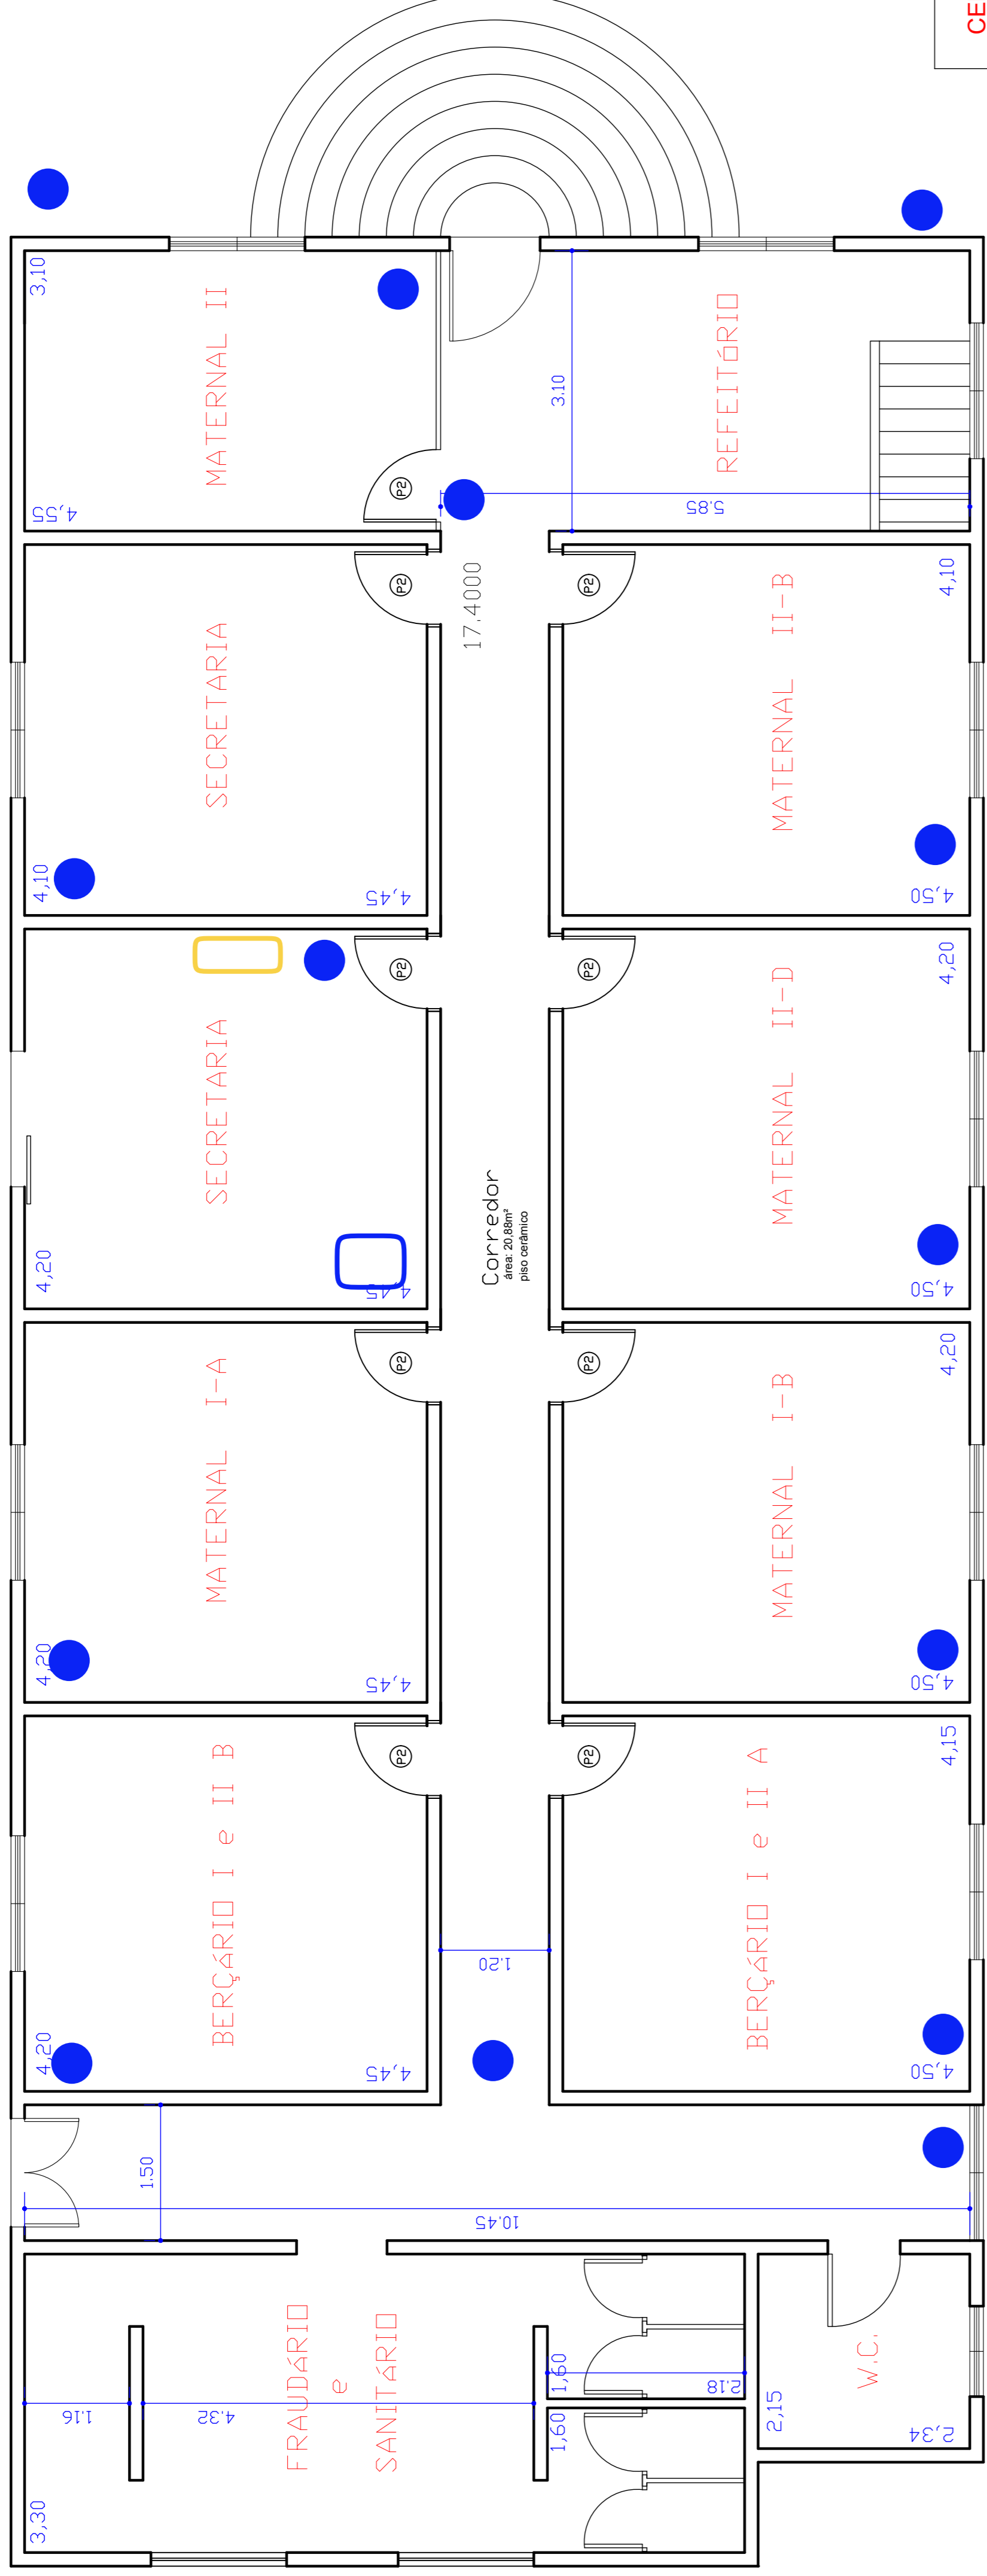 CE
3,10
MATERNAL II
4,55
P2
3.10
REFEITÓRIO
5.85
SECRETARIA
4,10
4,45
P2
17.4000
P2
MATERNAL II-B
4,10
4,50
SECRETARIA
4,20
4,45
P2
Corredor
área: 20,88m²
piso cerâmico
P2
MATERNAL II-D
4,20
4,50
MATERNAL I-A
4,20
4,45
P2
P2
MATERNAL I-B
4,20
4,50
BERÇÁRIO I e II B
4,20
4,45
P2
1.20
P2
BERÇÁRIO I e II A
4,15
4,50
1.50
10.45
FRAUDÁRIO
e
SANITÁRIO
3,30
1.16
4.32
1,60
1,60
2.18
W.C.
2,15
2,34